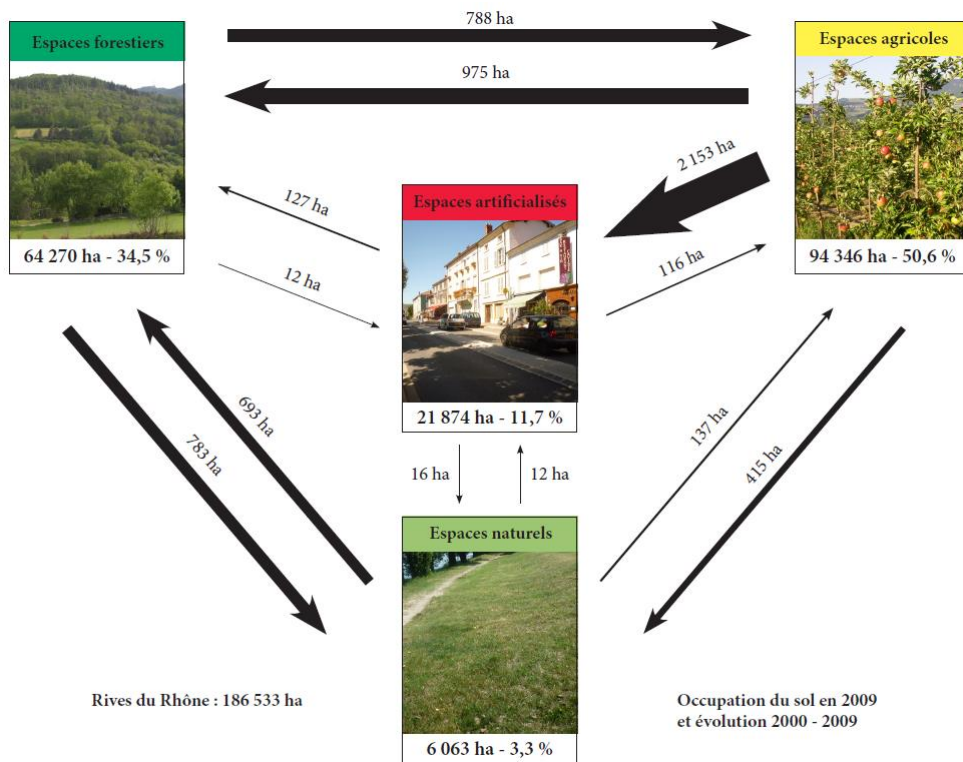 788 ha
Espaces forestiers
Espaces agricoles
975 ha
2 153 ha
Espaces artificialisés
127 ha
64 270 ha - 34,5 %
116 ha
94 346 ha - 50,6 %
12 ha
21 874 ha - 11,7 %
693 ha
783 ha
137 ha
415 ha
16 ha
12 ha
Espaces naturels
Rives du Rhône : 186 533 ha
Occupation du sol en 2009
et évolution 2000 - 2009
6 063 ha - 3,3 %